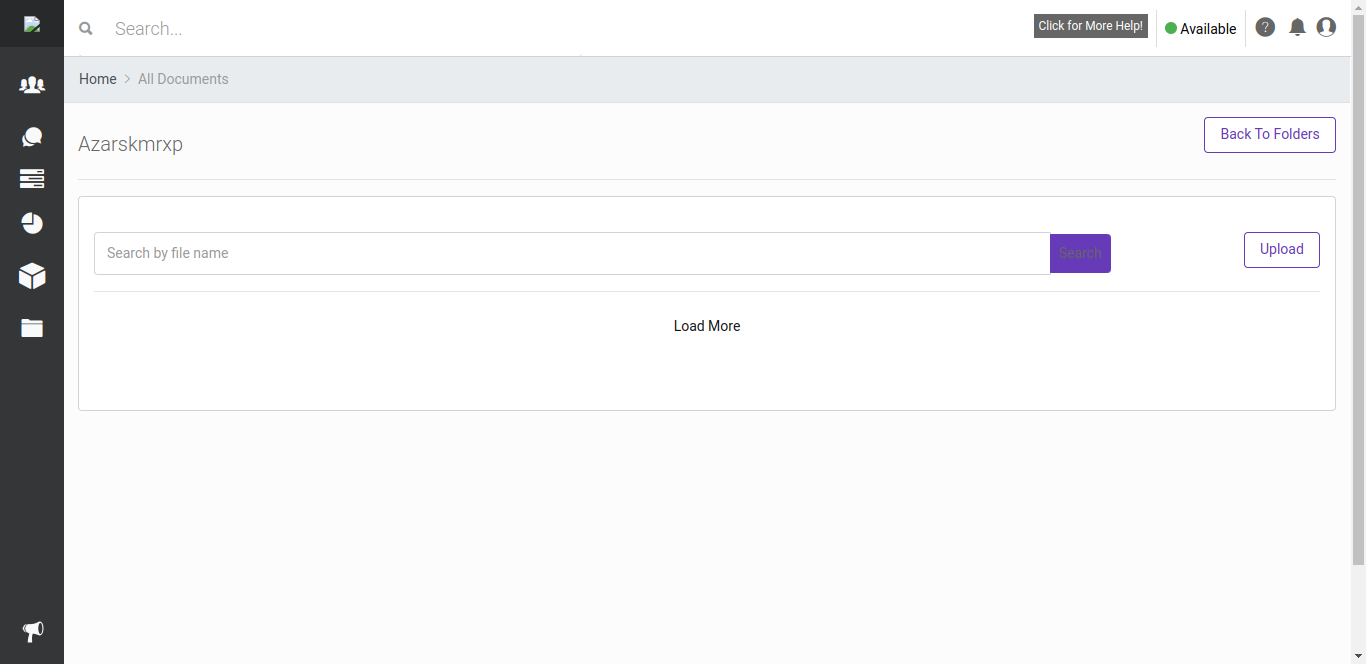 Search...
Click for More Help!
Available
?
Home
All Documents
Azarskmrxp
Back To Folders
Search by file name
Search
Upload
Load More